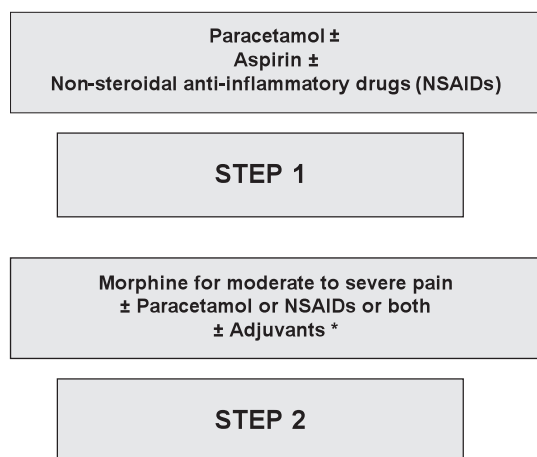 Paracetamol ±
Aspirin ±
Non-steroidal anti-inflammatory drugs (NSAIDs)
STEP 1
Morphine for moderate to severe pain
± Paracetamol or NSAIDs or both
± Adjuvants *
STEP 2